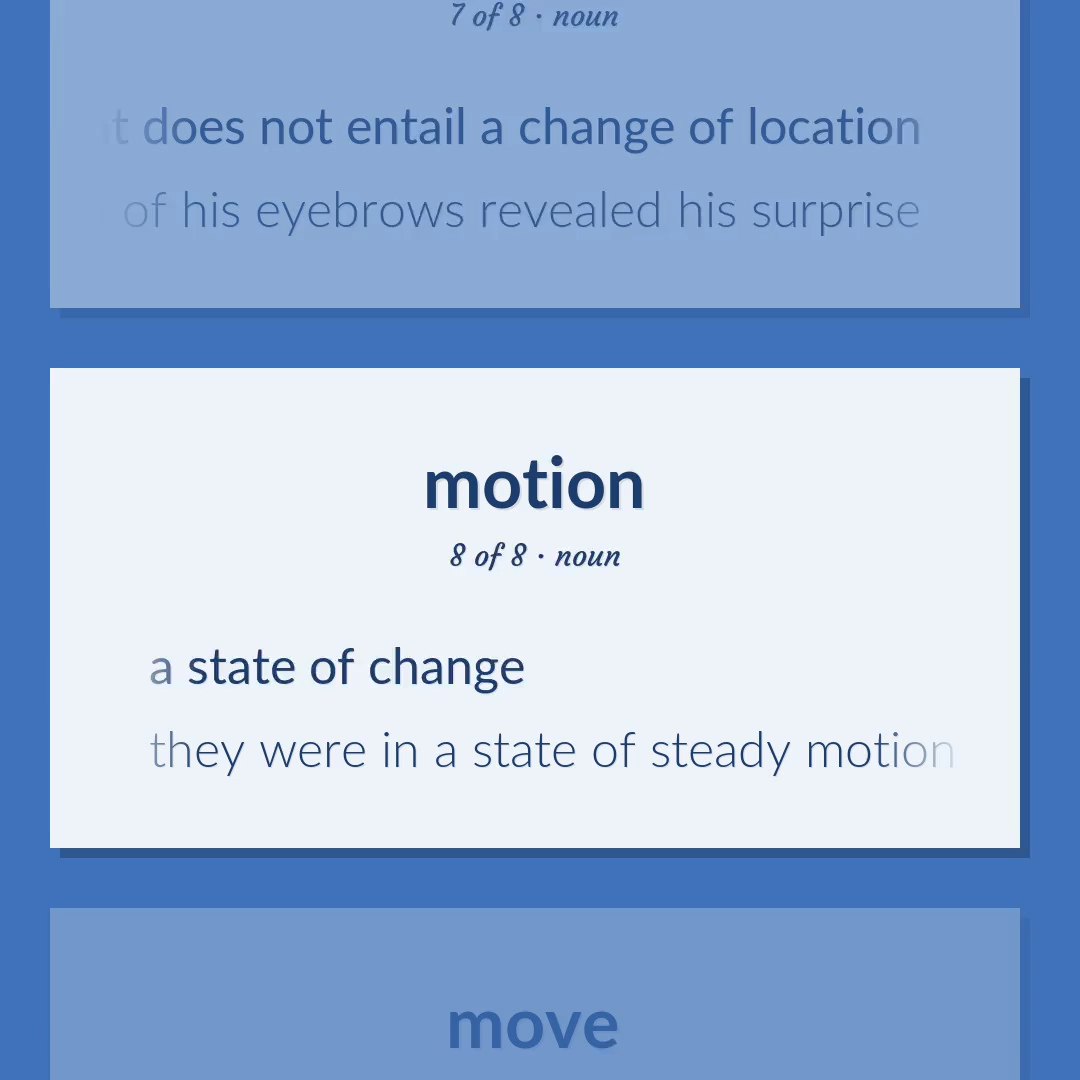 7 of 8 · noun
does not entail a change of location
of his eyebrows revealed his surprise
motion
8 of 8 · noun
a state of change
they were in a state of steady motion
move